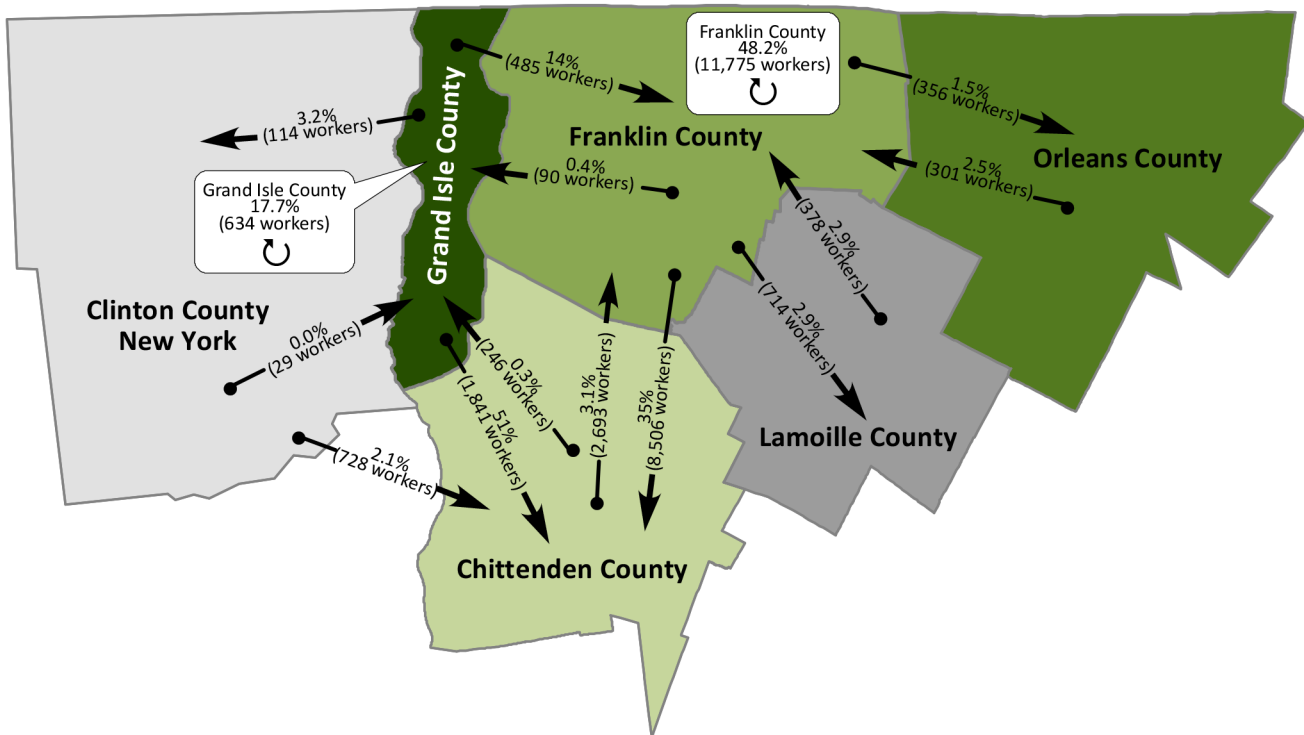 Franklin County
48.2%
(11,775 workers)
14%
(485 workers)
1.5%
(356 workers)
3.2%
(114 workers)
Franklin County
Orleans County
Grand Isle County
0.4%
(90 workers)
2.5%
(301 workers)
Grand Isle County
17.7%
(634 workers)
2.9%
(378 workers)
2.9%
(714 workers)
Clinton County
New York
0.0%
(29 workers)
0.3%
(246 workers)
51%
(1,841 workers)
3.1%
(2,693 workers)
35%
(8,506 workers)
Lamoille County
2.1%
(728 workers)
Chittenden County